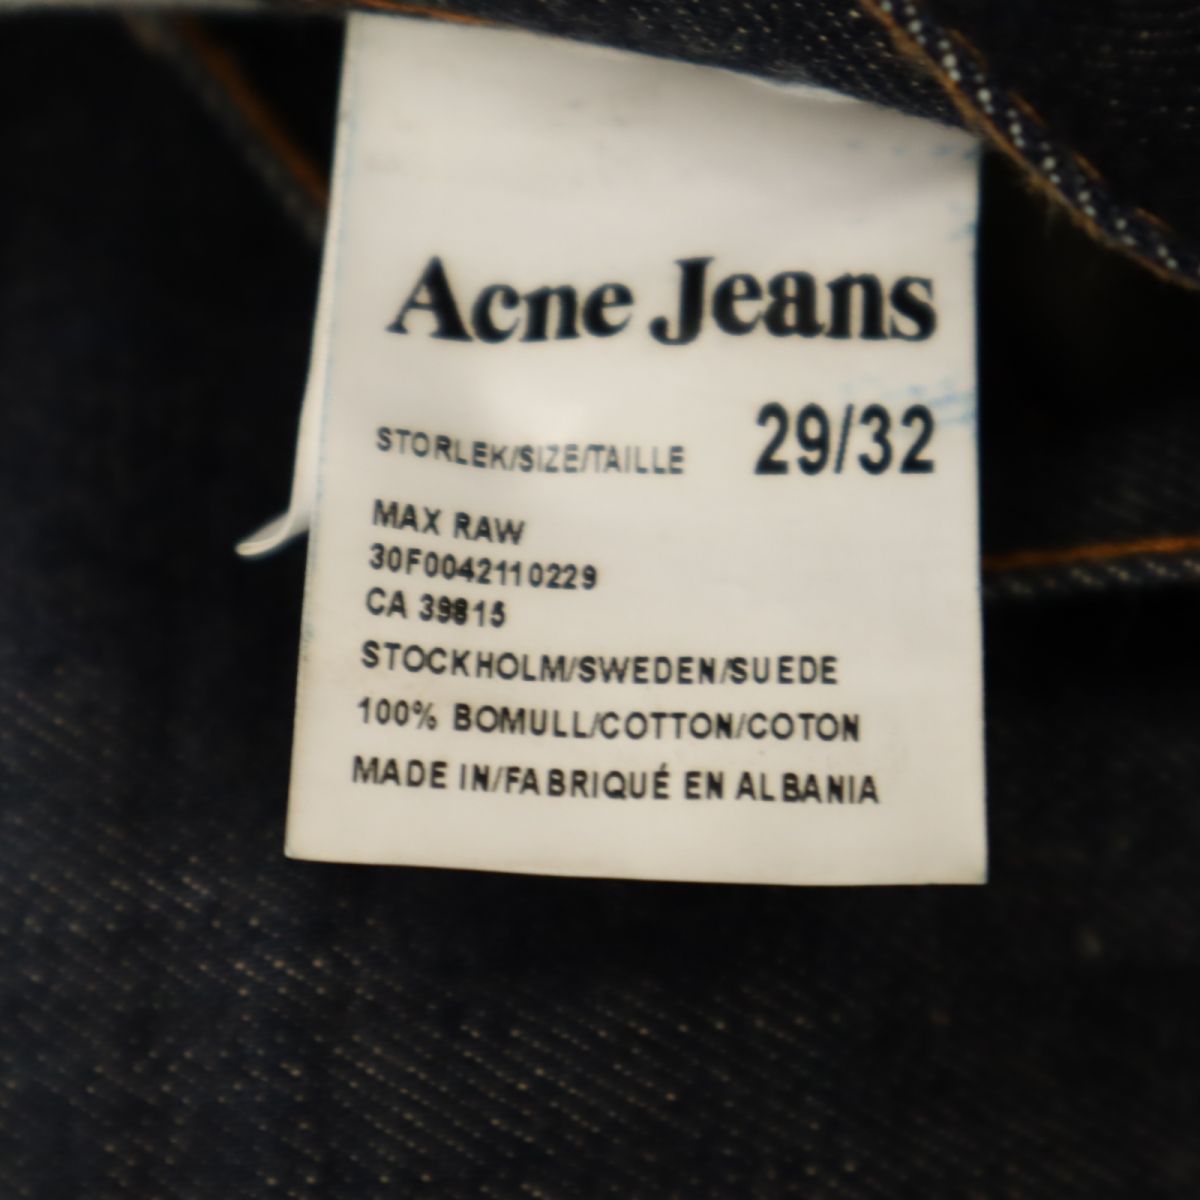 Acne Jeans
STORLEK/SIZE/TAILLE 29/32
MAX RAW
30F0042110229
CA 39815
STOCKHOLM/SWEDEN/SUEDE
100% BOMULL/COTTON/COTON
MADE IN/FABRIQUÉ EN ALBANIA